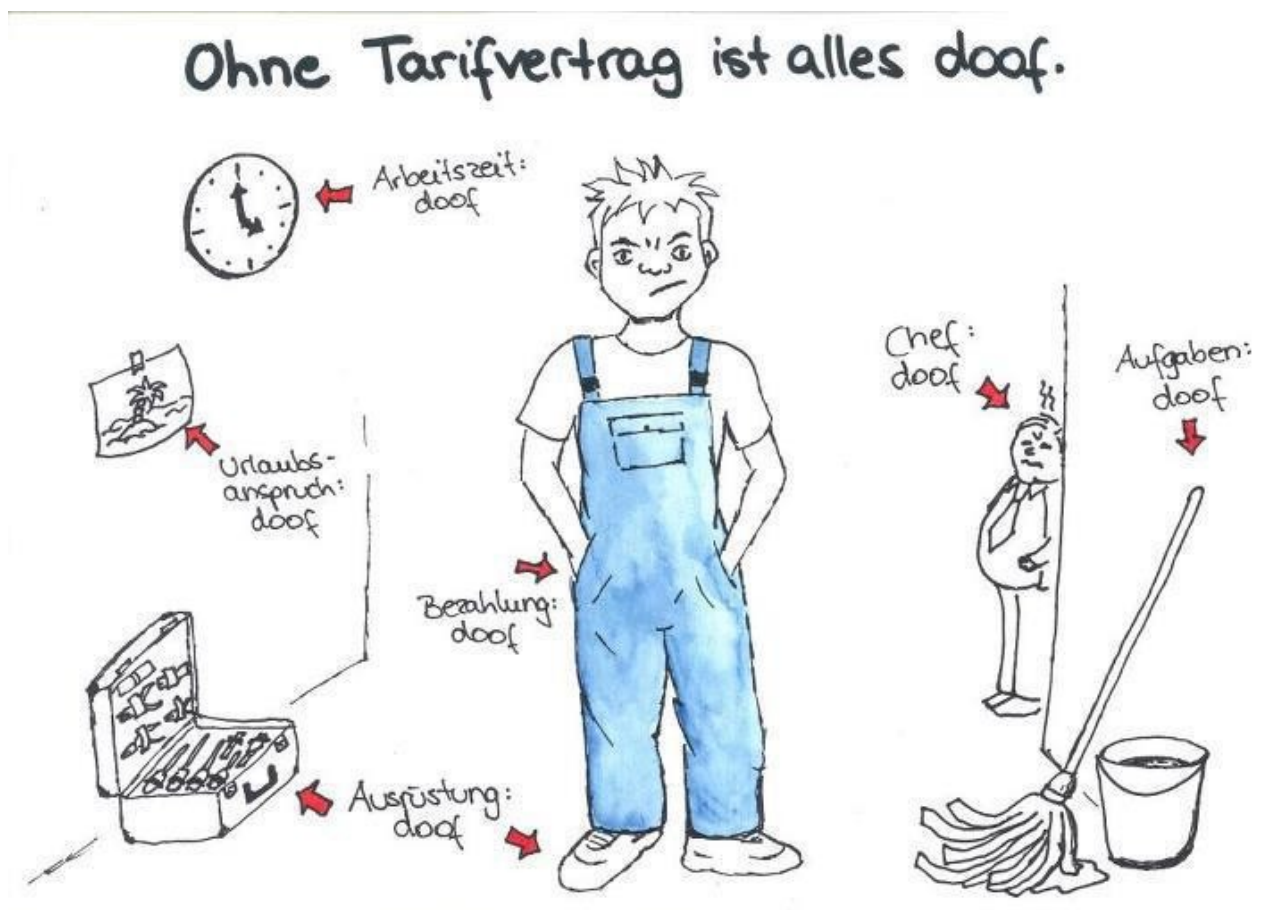 Ohne Tarifvertrag ist alles doof.
Arbeitszeit:
doof
Urlaubs-
anspruch:
doof
Bezahlung:
doof
Ausrüstung:
doof
Chef:
doof
Aufgaben:
doof